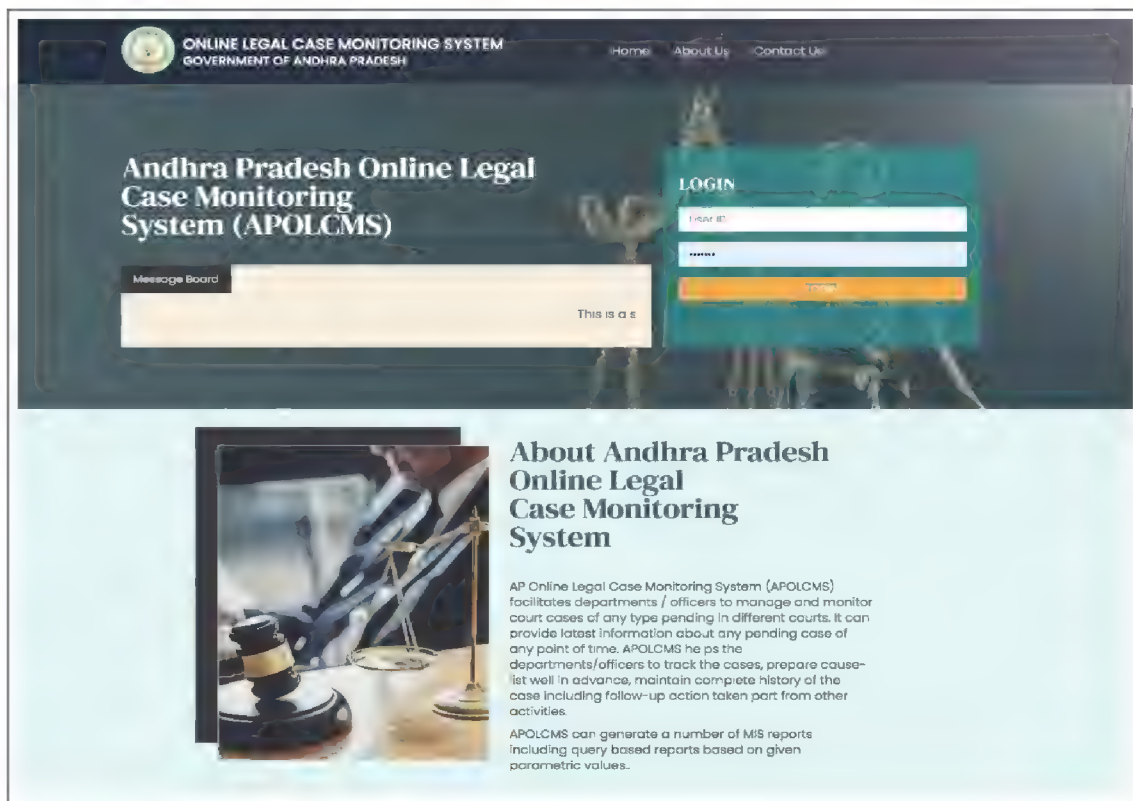 ONLINE LEGAL CASE MONITORING SYSTEM
GOVERNMENT OF ANDHRA PRADESH
Home About Us Contact Us
Andhra Pradesh Online Legal
Case Monitoring
System (APOLCMS)
Message Board
This is a s
LOGIN
User ID
About Andhra Pradesh
Online Legal
Case Monitoring
System
AP Online Legal Case Monitoring System (APOLCMS)
facilitates departments / officers to manage and monitor
court cases of any type pending in different courts. It can
provide latest information about any pending case of
any point of time. APOLCMS he ps the
departments/officers to track the cases, prepare cause-
list well in advance, maintain complete history of the
case including follow-up action taken part from other
activities.
APOLCMS can generate a number of MIS reports
including query based reports based on given
parametric values..